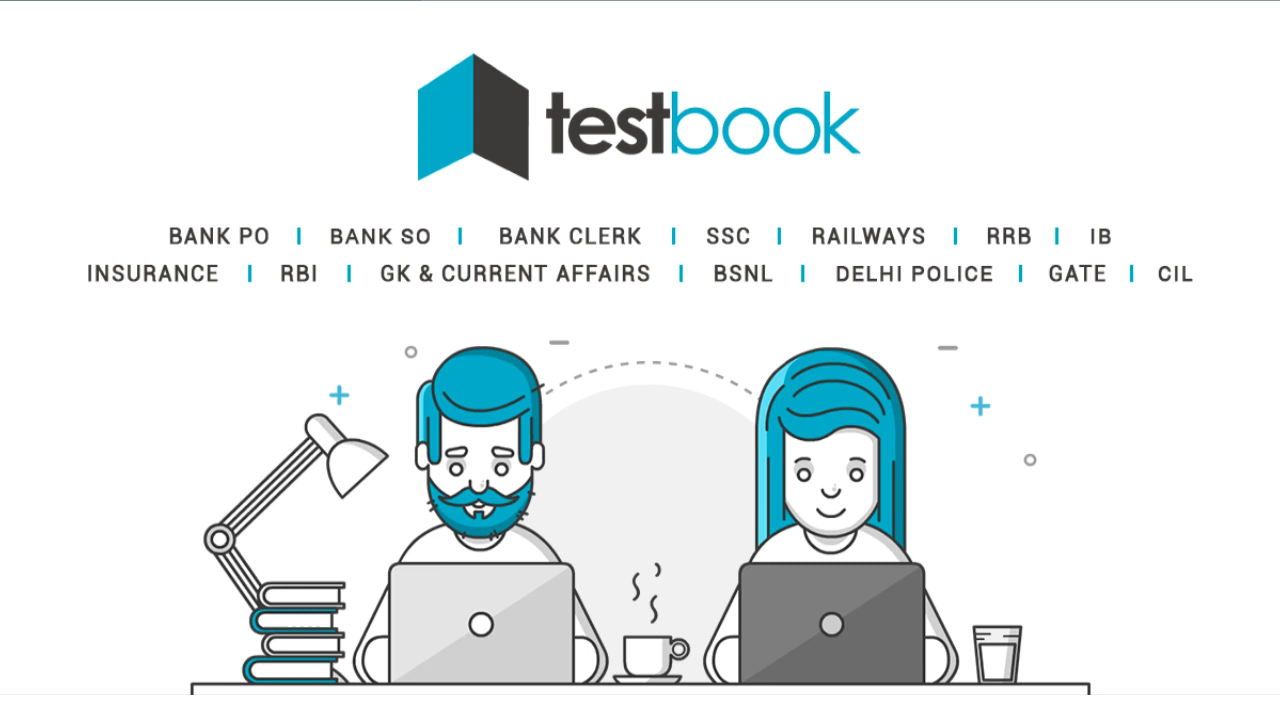 testbook
BANK PO | BANK SO | BANK CLERK | SSC | RAILWAYS | RRB | IB
INSURANCE | RBI | GK & CURRENT AFFAIRS | BSNL | DELHI POLICE | GATE | CIL